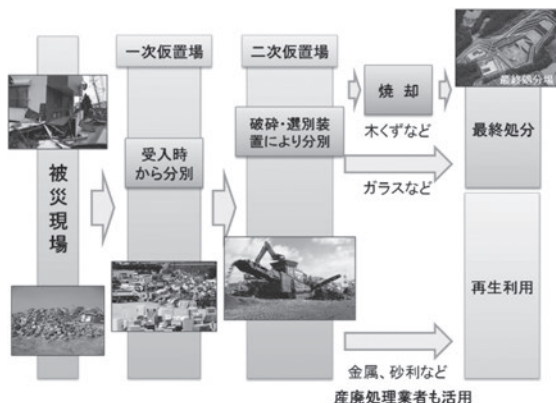 一次仮置場
二次仮置場
最終処分場
焼 却
木くずなど
最終処分
破砕・選別装
置により分別
受入時
から分別
ガラスなど
被災現場
再生利用
金属、砂利など
産廃処理業者も活用